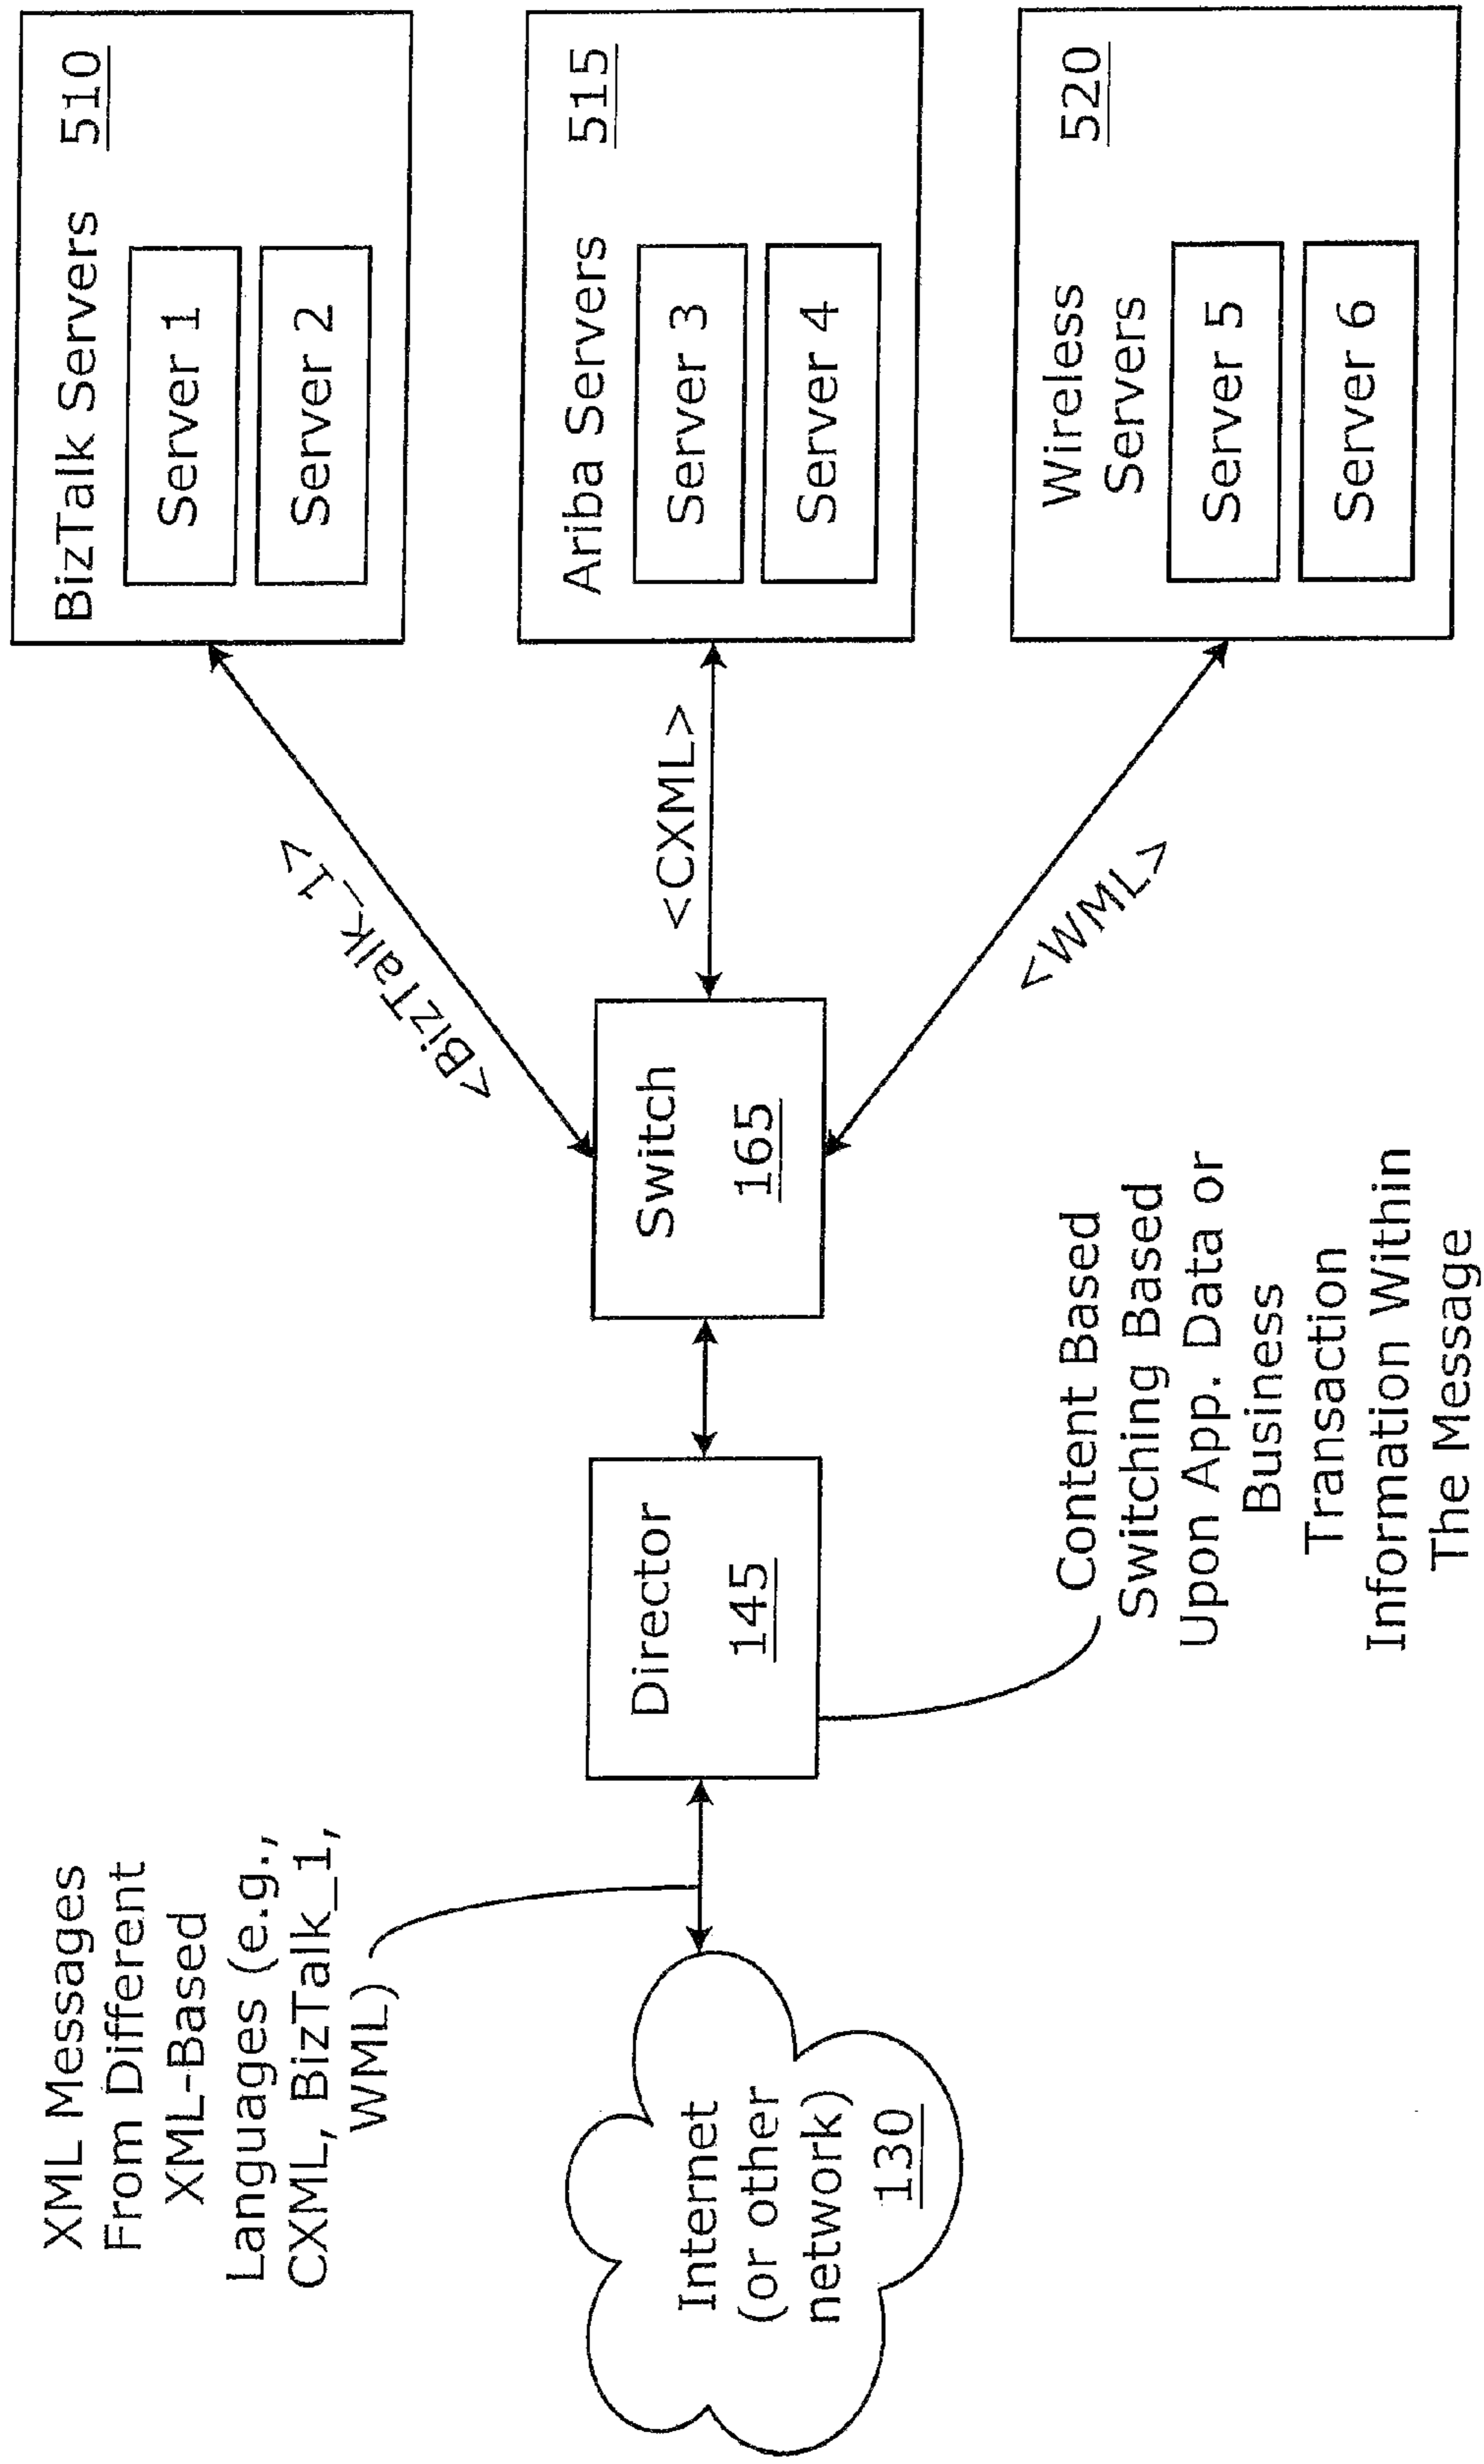 XML Messages
From Different
XML-Based
Languages (e.g.,
CXML, BizTalk_1,
WML)
Internet
(or other
network)
130
Director
145
Content Based
Switching Based
Upon App. Data or
Business
Transaction
Information Within
The Message
Switch
165
<BizTalk_1>
<CXML>
<WML>
BizTalk Servers 510
Server 1
Server 2
Ariba Servers 515
Server 3
Server 4
Wireless
Servers
520
Server 5
Server 6